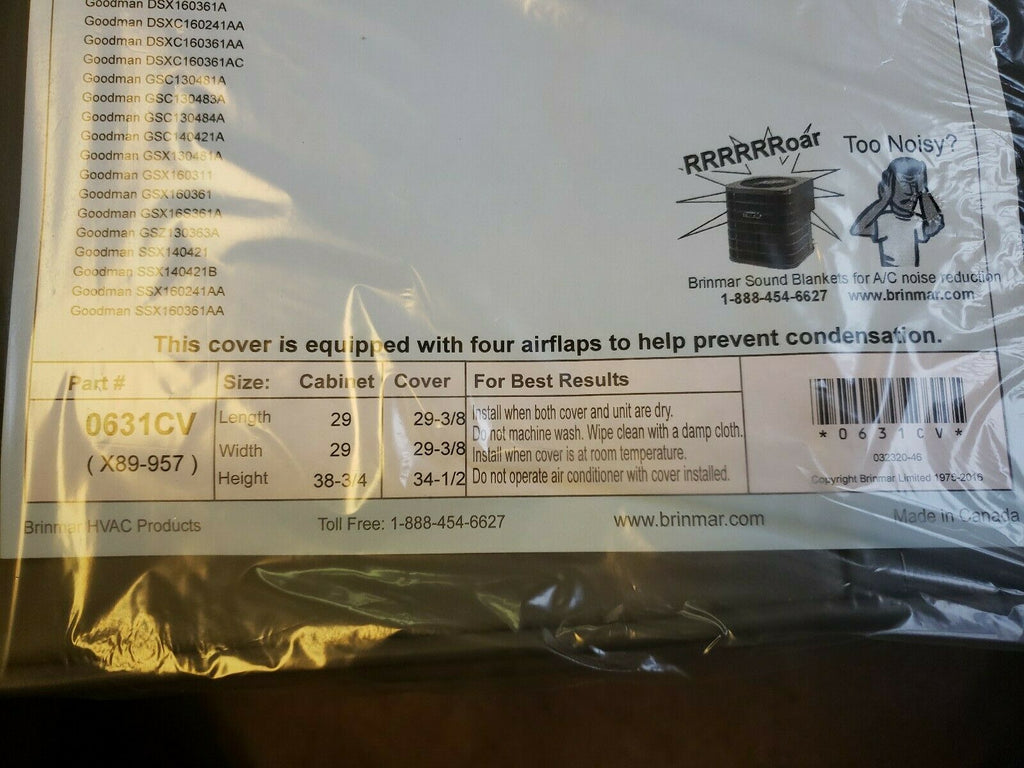 Goodman DSX160361A
Goodman DSXC160241AA
Goodman DSXC160361AA
Goodman DSXC160361AC
Goodman GSC130481A
Goodman GSC130483A
Goodman GSC130484A
Goodman GSC140421A
Goodman GSX130451A
Goodman GSX160311
Goodman GSX160361
Goodman GSX16S361A
Goodman GSZ130363A
Goodman SSX140421
Goodman SSX140421B
Goodman SSX160241AA
Goodman SSX160361AA
RRRRRRRoar
Too Noisy?
Brinmar Sound Blankets for A/C noise reduction
1-888-454-6627 www.brinmar.com
This cover is equipped with four airflaps to help prevent condensation.
Part # Size: Cabinet Cover For Best Results
0631CV
(X89-957)
Length 29 29-3/8
Width 29 29-3/8
Height 38-3/4 34-1/2
Install when both cover and unit are dry.
Do not machine wash. Wipe clean with a damp cloth.
Install when cover is at room temperature.
Do not operate air conditioner with cover installed.
*0631CV*
032320-46
Copyright Brinmar Limited 1975-2016
Brinmar HVAC Products Toll Free: 1-888-454-6627 www.brinmar.com Made in Canada